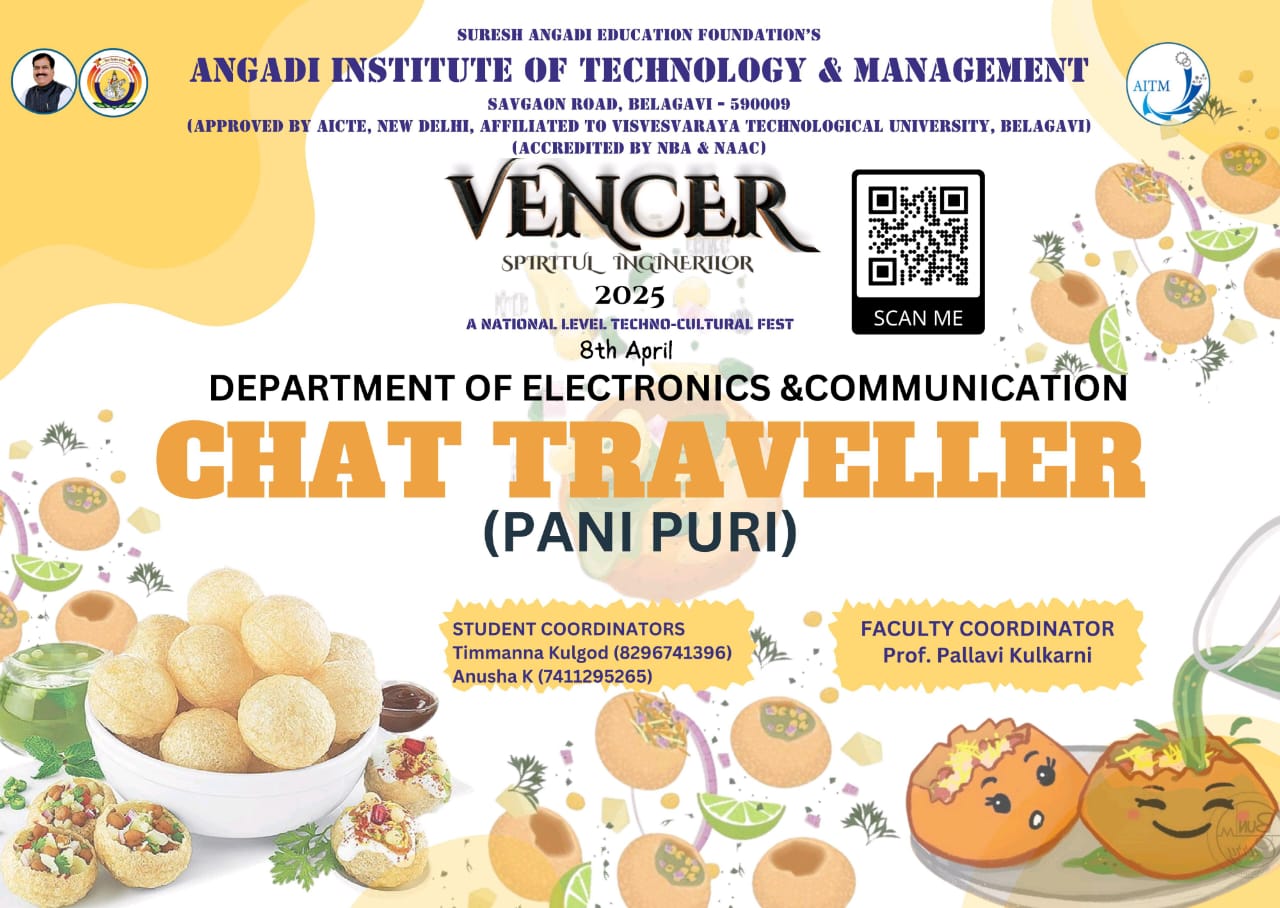 SURESH ANGADI EDUCATION FOUNDATION'S
ANGADI INSTITUTE OF TECHNOLOGY & MANAGEMENT
SAVGAON ROAD, BELAGAVI - 590009
(APPROVED BY AICTE, NEW DELHI, AFFILIATED TO VISVESVARAYA TECHNOLOGICAL UNIVERSITY, BELAGAVI)
(ACCREDITED BY NBA & NAAC)
AITM
VENCER
SPIRITUL INGINERILOR
2025
A NATIONAL LEVEL TECHNO-CULTURAL FEST
8th April
SCAN ME
DEPARTMENT OF ELECTRONICS &COMMUNICATION
CHAT TRAVELLER
(PANI PURI)
STUDENT COORDINATORS
Timmanna Kulgod (8296741396)
Anusha K (7411295265)
FACULTY COORDINATOR
Prof. Pallavi Kulkarni